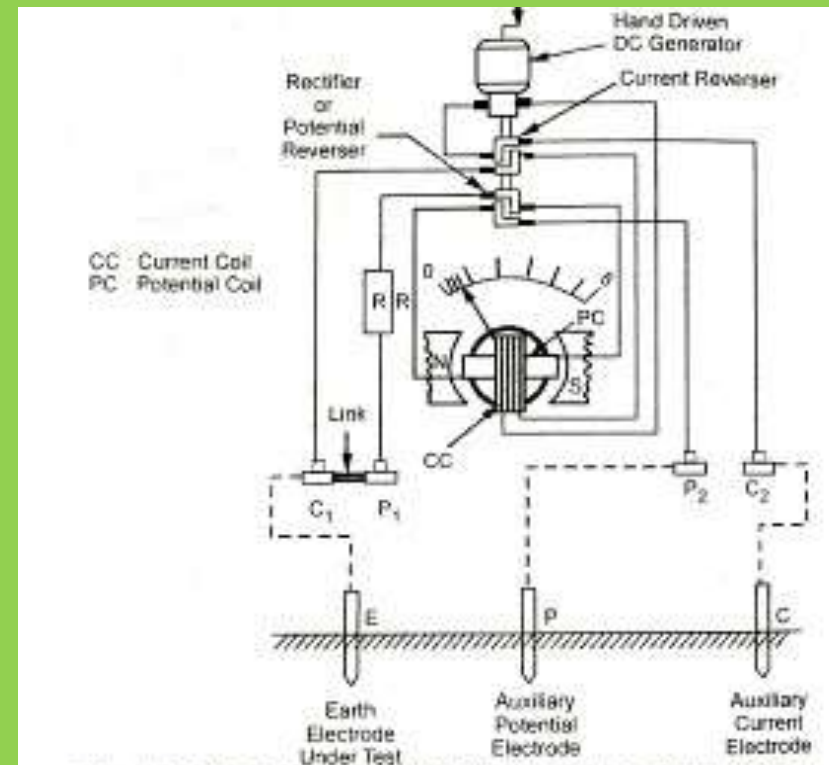 Hand Driven
DC Generator
Current Reverser
Rectifier
or
Potential
Reverser
CC Current Coil
PC Potential Coil
0
R R
PC
N
S
Link
CC
C1 P1
P2 C2
E
P
C
Earth
Electrode
Under Test
Auxiliary
Potential
Electrode
Auxiliary
Current
Electrode